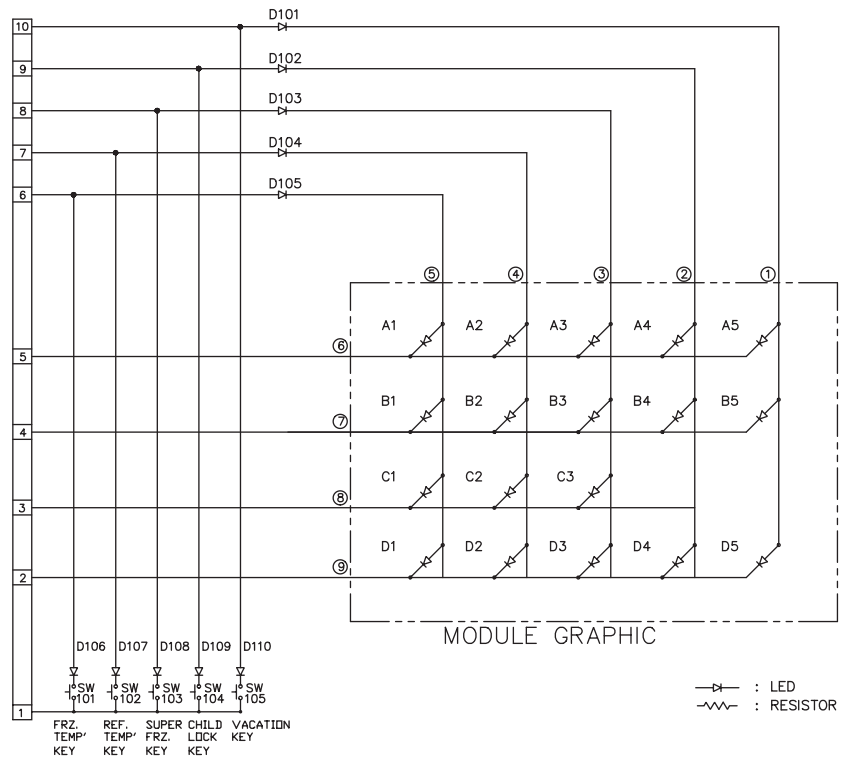 D101
10
D102
9
D103
8
D104
7
D105
6
5 4 3 2 1
A1 A2 A3 A4 A5
6
5
B1 B2 B3 B4 B5
7
4
C1 C2 C3
8
3
D1 D2 D3 D4 D5
9
2
MODULE GRAPHIC
D106 D107 D108 D109 D110
SW 101
SW 102
SW 103
SW 104
SW 105
1
FRZ. TEMP' KEY
REF. TEMP' KEY
SUPER FRZ. KEY
CHILD LOCK KEY
VACATION KEY
: LED
: RESISTOR